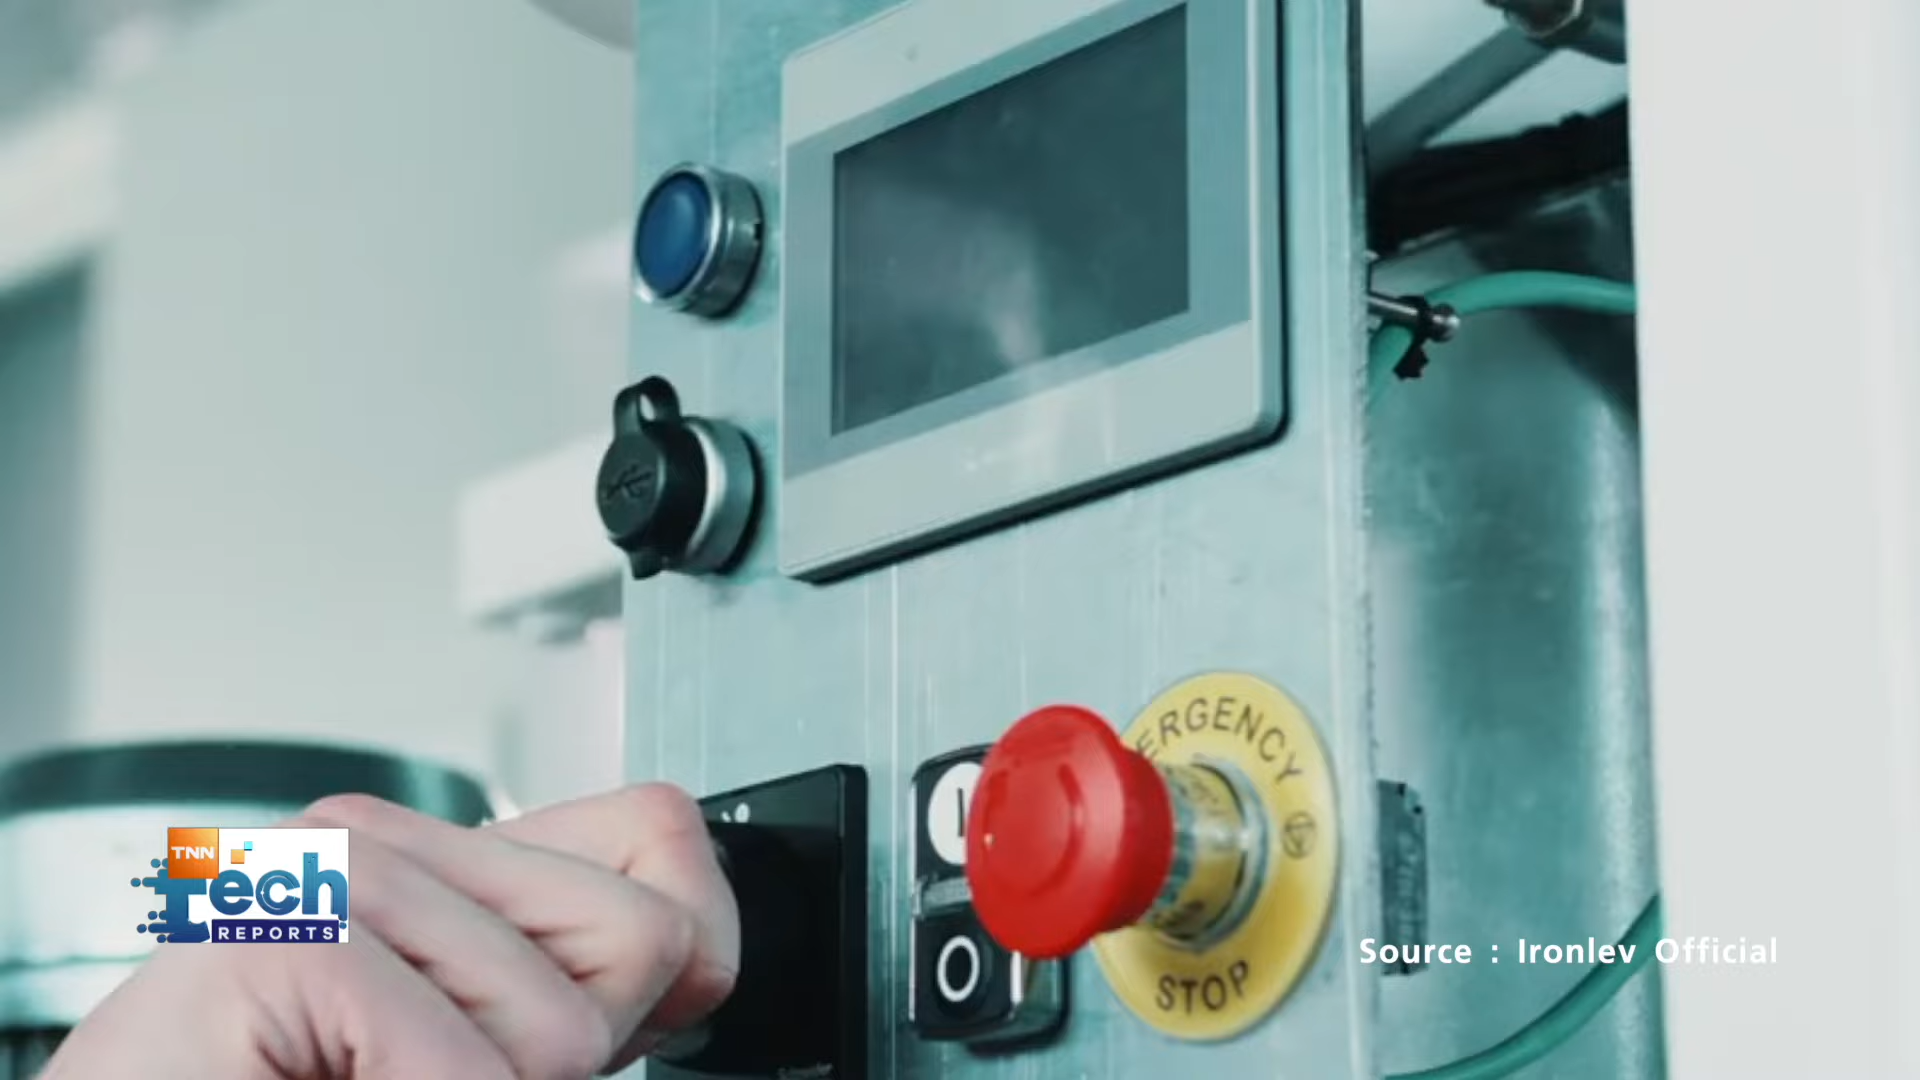 ERGENCY
I
O
STOP
TNN
Tech
REPORTS
Source : Ironlev Official